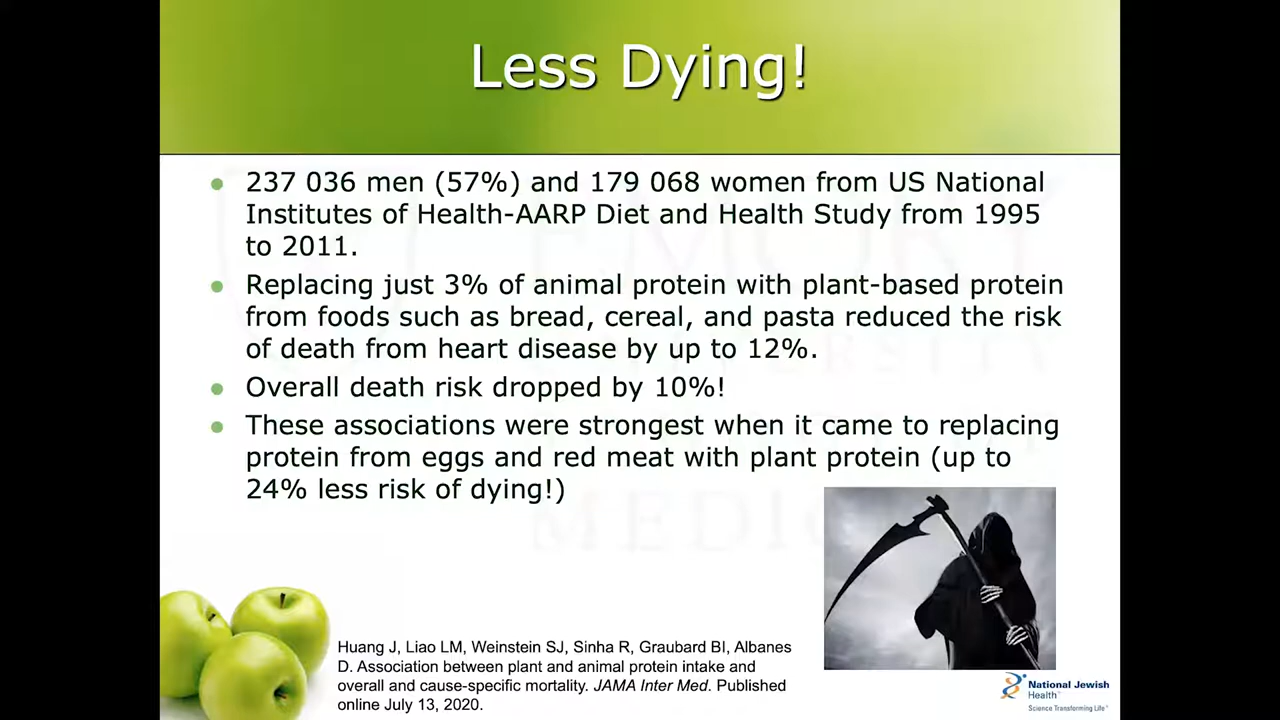 Less Dying!
237 036 men (57%) and 179 068 women from US National
Institutes of Health-AARP Diet and Health Study from 1995
to 2011.
Replacing just 3% of animal protein with plant-based protein
from foods such as bread, cereal, and pasta reduced the risk
of death from heart disease by up to 12%.
Overall death risk dropped by 10%!
These associations were strongest when it came to replacing
protein from eggs and red meat with plant protein (up to
24% less risk of dying!)
Huang J, Liao LM, Weinstein SJ, Sinha R, Graubard BI, Albanes
D. Association between plant and animal protein intake and
overall and cause-specific mortality. JAMA Inter Med. Published
online July 13, 2020.
National Jewish
Health™
Science Transforming Life®